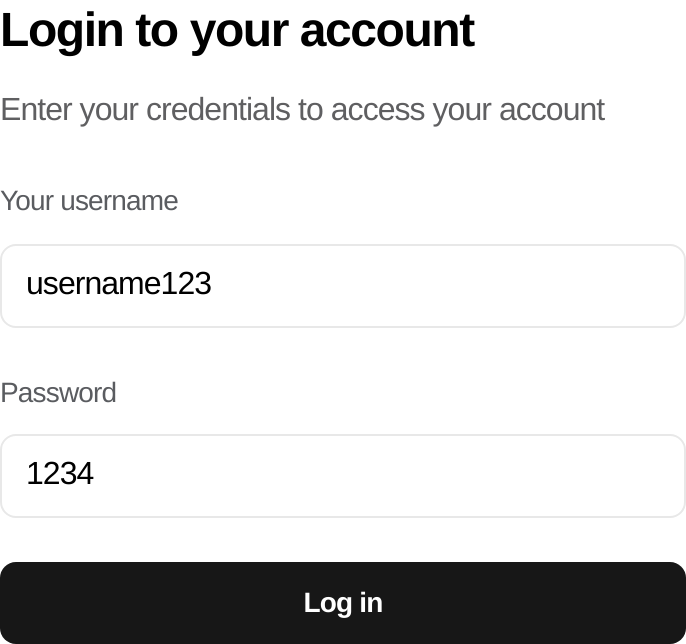 Login to your account
Enter your credentials to access your account
Your username
username123
Password
1234
Log in